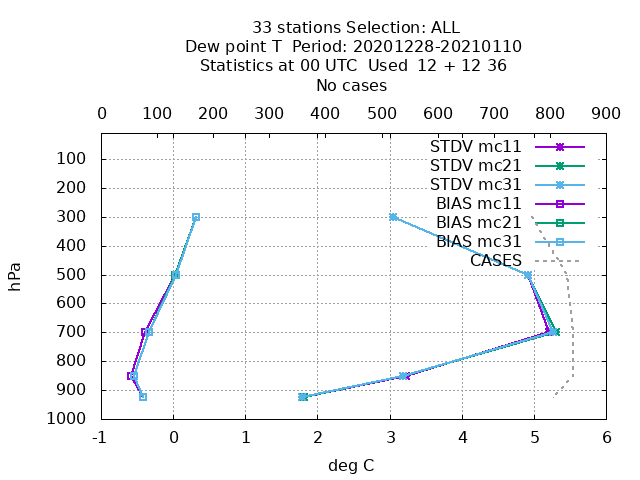 33 stations Selection: ALL
Dew point T  Period: 20201228-20210110
Statistics at 00 UTC  Used  12 + 12 36
No cases
0 100 200 300 400 500 600 700 800 900
STDV mc11
STDV mc21
STDV mc31
BIAS mc11
BIAS mc21
BIAS mc31
CASES
hPa
100
200
300
400
500
600
700
800
900
1000
-1 0 1 2 3 4 5 6
deg C